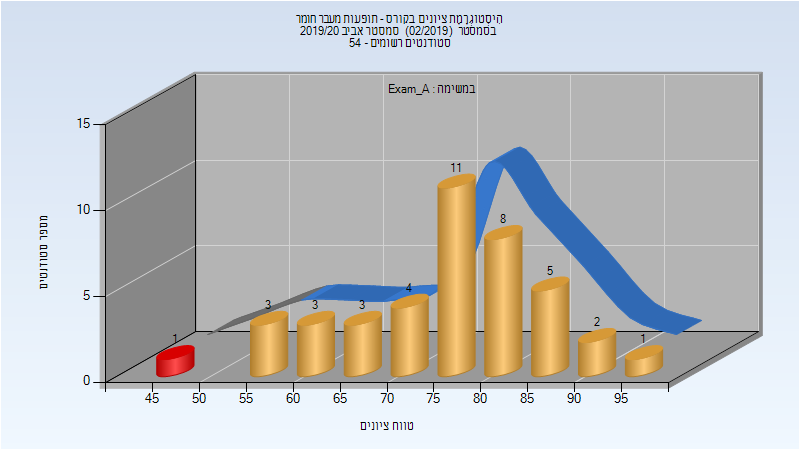 היסטוגרמת ציונים בקורס - תופעות מעבר חומר
בסמסטר (02/2019) סמסטר אביב 2019/20
סטודנטים רשומים - 54
במשימה : Exam_A
מספר סטודנטים
15
10
5
0
1
3
3
3
4
11
8
5
2
1
45 50 55 60 65 70 75 80 85 90 95
טווח ציונים